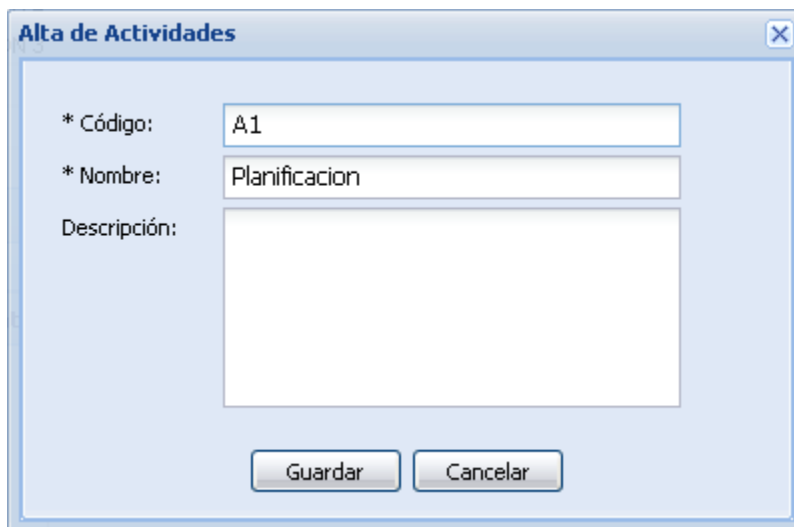 Alta de Actividades
* Código: A1
* Nombre: Planificacion
Descripción:
Guardar Cancelar